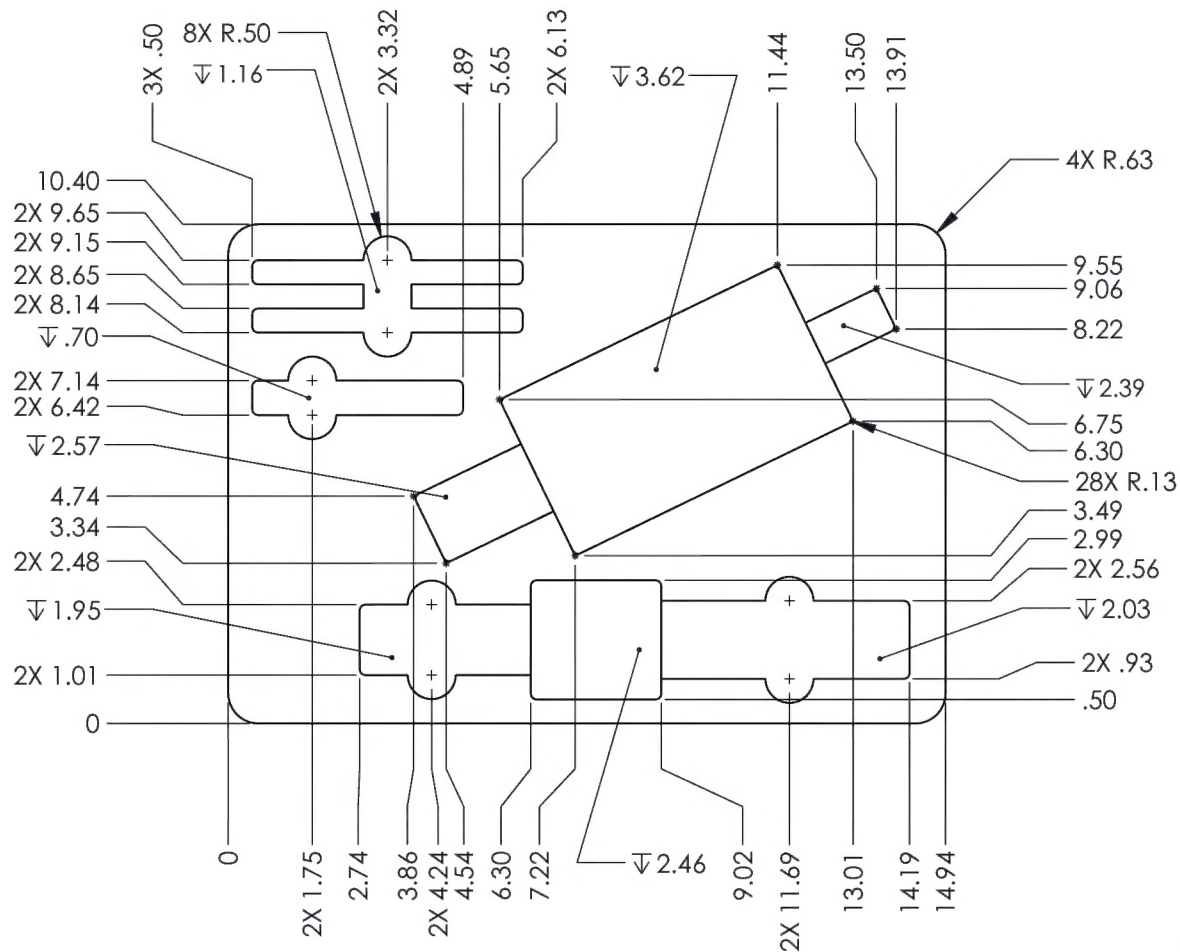 3X .50
8X R.50
↧ 1.16
2X 3.32
4.89
5.65
2X 6.13
↧ 3.62
11.44
13.50
13.91
4X R.63
10.40
2X 9.65
2X 9.15
2X 8.65
2X 8.14
↧ .70
2X 7.14
2X 6.42
↧ 2.57
4.74
3.34
2X 2.48
↧ 1.95
2X 1.01
0
9.55
9.06
8.22
↧ 2.39
6.75
6.30
28X R.13
3.49
2.99
2X 2.56
↧ 2.03
2X .93
.50
0
2X 1.75
2.74
3.86
2X 4.24
4.54
6.30
7.22
↧ 2.46
9.02
2X 11.69
13.01
14.19
14.94